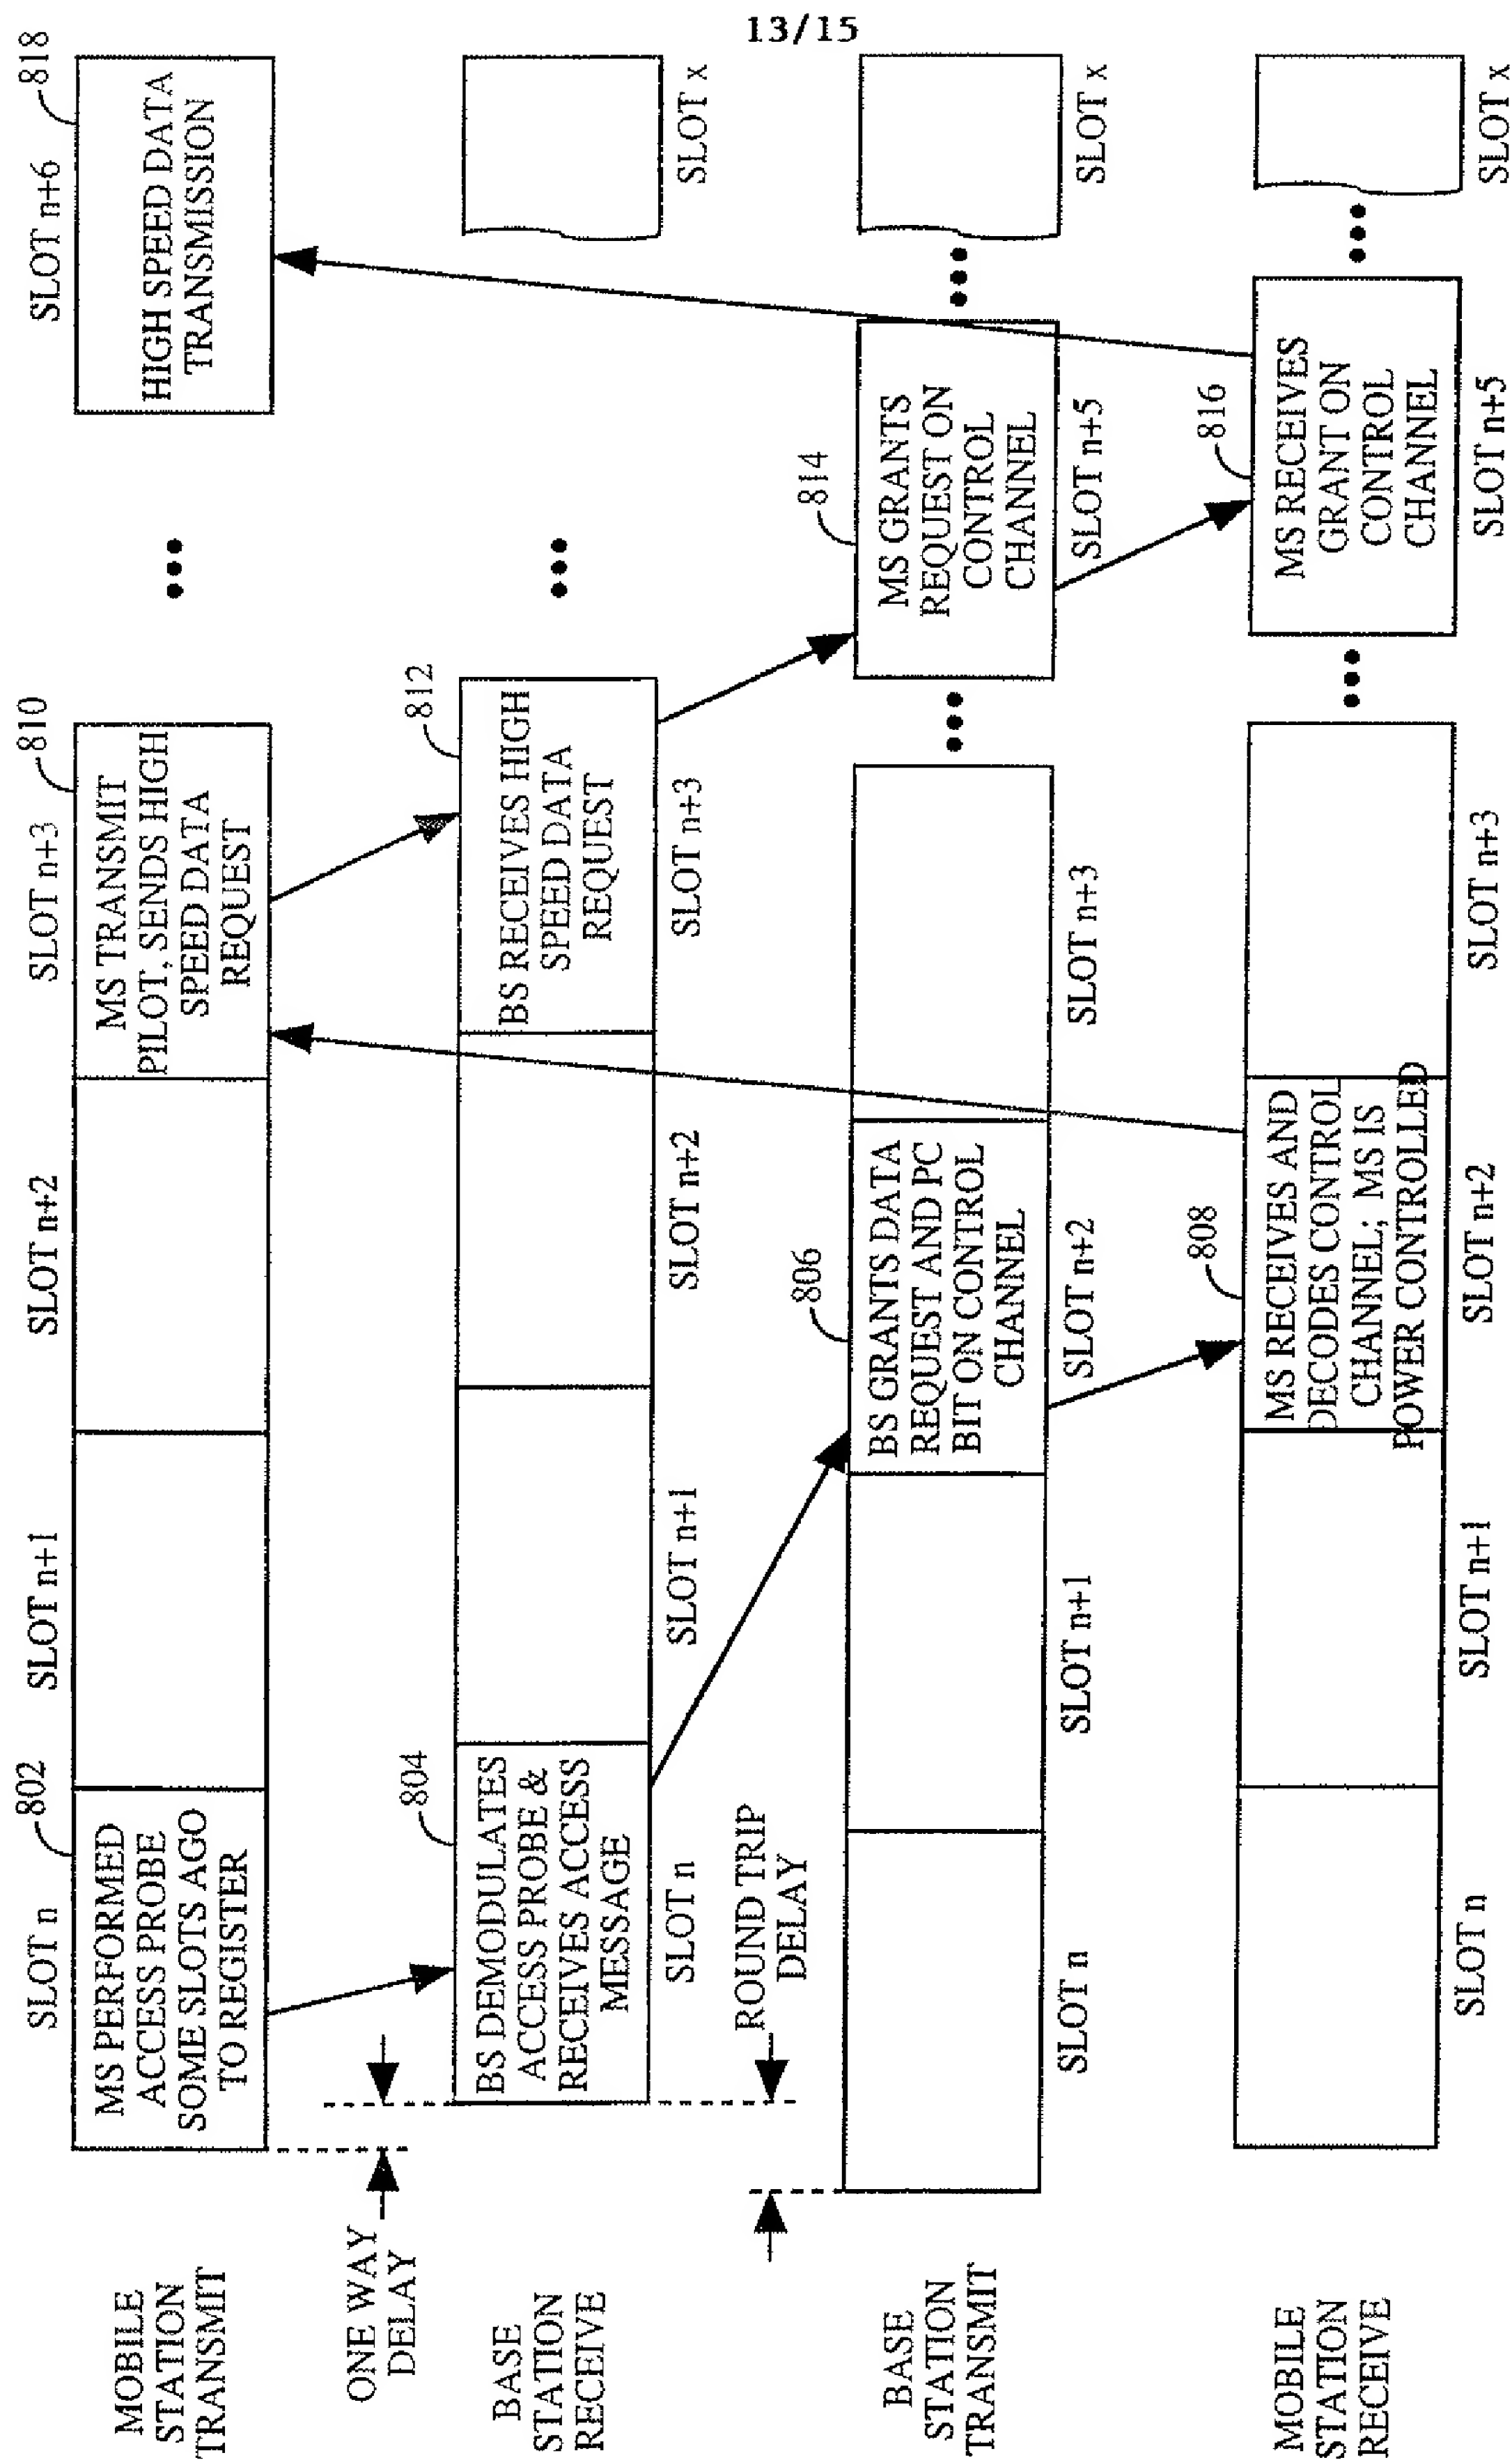 13/15
MOBILE
STATION
TRANSMIT
SLOT n
802
MS PERFORMED
ACCESS PROBE
SOME SLOTS AGO
TO REGISTER
SLOT n+1
SLOT n+2
SLOT n+3
810
MS TRANSMIT
PILOT, SENDS HIGH
SPEED DATA
REQUEST
•••
SLOT n+6
818
HIGH SPEED DATA
TRANSMISSION
ONE WAY
DELAY
BASE
STATION
RECEIVE
804
BS DEMODULATES
ACCESS PROBE &
RECEIVES ACCESS
MESSAGE
SLOT n
SLOT n+1
SLOT n+2
812
BS RECEIVES HIGH
SPEED DATA
REQUEST
SLOT n+3
•••
SLOT x
ROUND TRIP
DELAY
BASE
STATION
TRANSMIT
SLOT n
SLOT n+1
806
BS GRANTS DATA
REQUEST AND PC
BIT ON CONTROL
CHANNEL
SLOT n+2
SLOT n+3
•••
814
MS GRANTS
REQUEST ON
CONTROL
CHANNEL
SLOT n+5
•••
SLOT x
MOBILE
STATION
RECEIVE
SLOT n
SLOT n+1
808
MS RECEIVES AND
DECODES CONTROL
CHANNEL; MS IS
POWER CONTROLLED
SLOT n+2
SLOT n+3
•••
816
MS RECEIVES
GRANT ON
CONTROL
CHANNEL
SLOT n+5
•••
SLOT x